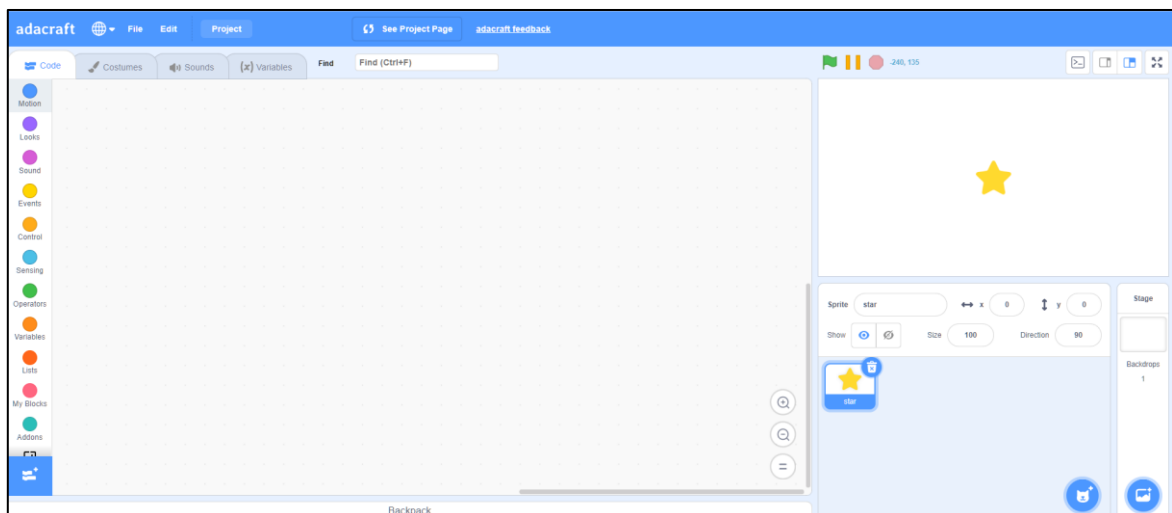 adacraft File Edit Project See Project Page adacraft feedback
Code Costumes Sounds (x) Variables Find Find (Ctrl+F) -240, 135
Motion
Looks
Sound
Events
Control
Sensing
Operators
Variables
Lists
My Blocks
Addons
Backpack
Sprite star x 0 y 0
Show Size 100 Direction 90
star
Stage
Backdrops
1